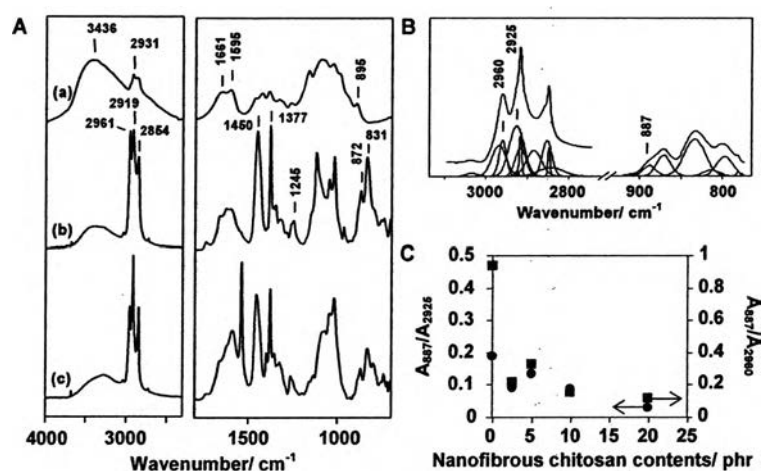 A
3436
2931
(a)
2919
2961
2854
(b)
(c)
1661
1595
895
1450
1377
1245
872
831
4000 3000 1500 1000
Wavenumber/ cm-1
B
2960
2925
887
3000 2800 900 800
Wavenumber/ cm-1
C
0.5
0.4
0.3
0.2
0.1
0
1
0.8
0.6
0.4
0.2
0
A887/A2925
A887/A2960
0 5 10 15 20 25
Nanofibrous chitosan contents/ phr